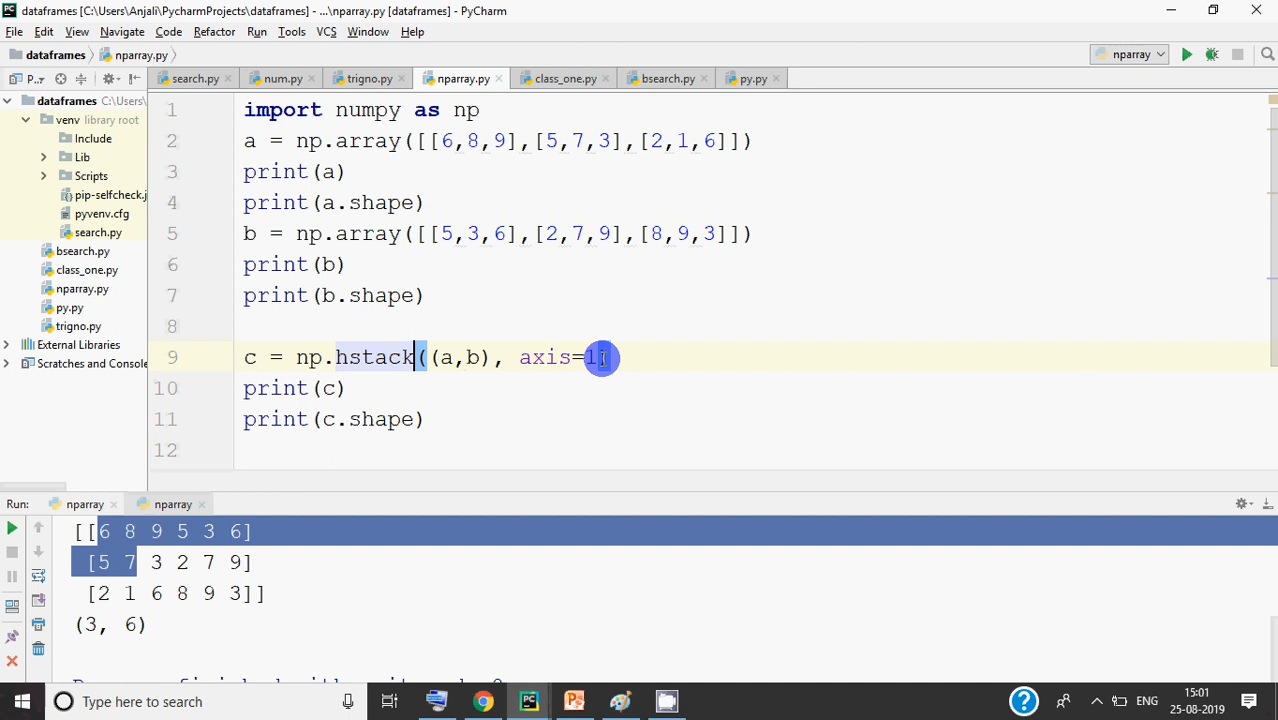 dataframes [C:\Users\Anjali\PycharmProjects\dataframes] - ...\nparray.py [dataframes] - PyCharm
File Edit View Navigate Code Refactor Run Tools VCS Window Help
dataframes nparray.py nparray
P.. search.py num.py trigno.py nparray.py class_one.py bsearch.py py.py
dataframes C:\Users\
venv library root
Include
Lib
Scripts
pip-selfcheck.j
pyvenv.cfg
search.py
bsearch.py
class_one.py
nparray.py
py.py
trigno.py
External Libraries
Scratches and Console
1 import numpy as np
2 a = np.array([[6,8,9],[5,7,3],[2,1,6]])
3 print(a)
4 print(a.shape)
5 b = np.array([[5,3,6],[2,7,9],[8,9,3]])
6 print(b)
7 print(b.shape)
8
9 c = np.hstack((a,b), axis=1)
10 print(c)
11 print(c.shape)
12
Run: nparray nparray
[[6 8 9 5 3 6]
[5 7 3 2 7 9]
[2 1 6 8 9 3]]
(3, 6)
Type here to search
ENG
15:01
25-08-2019